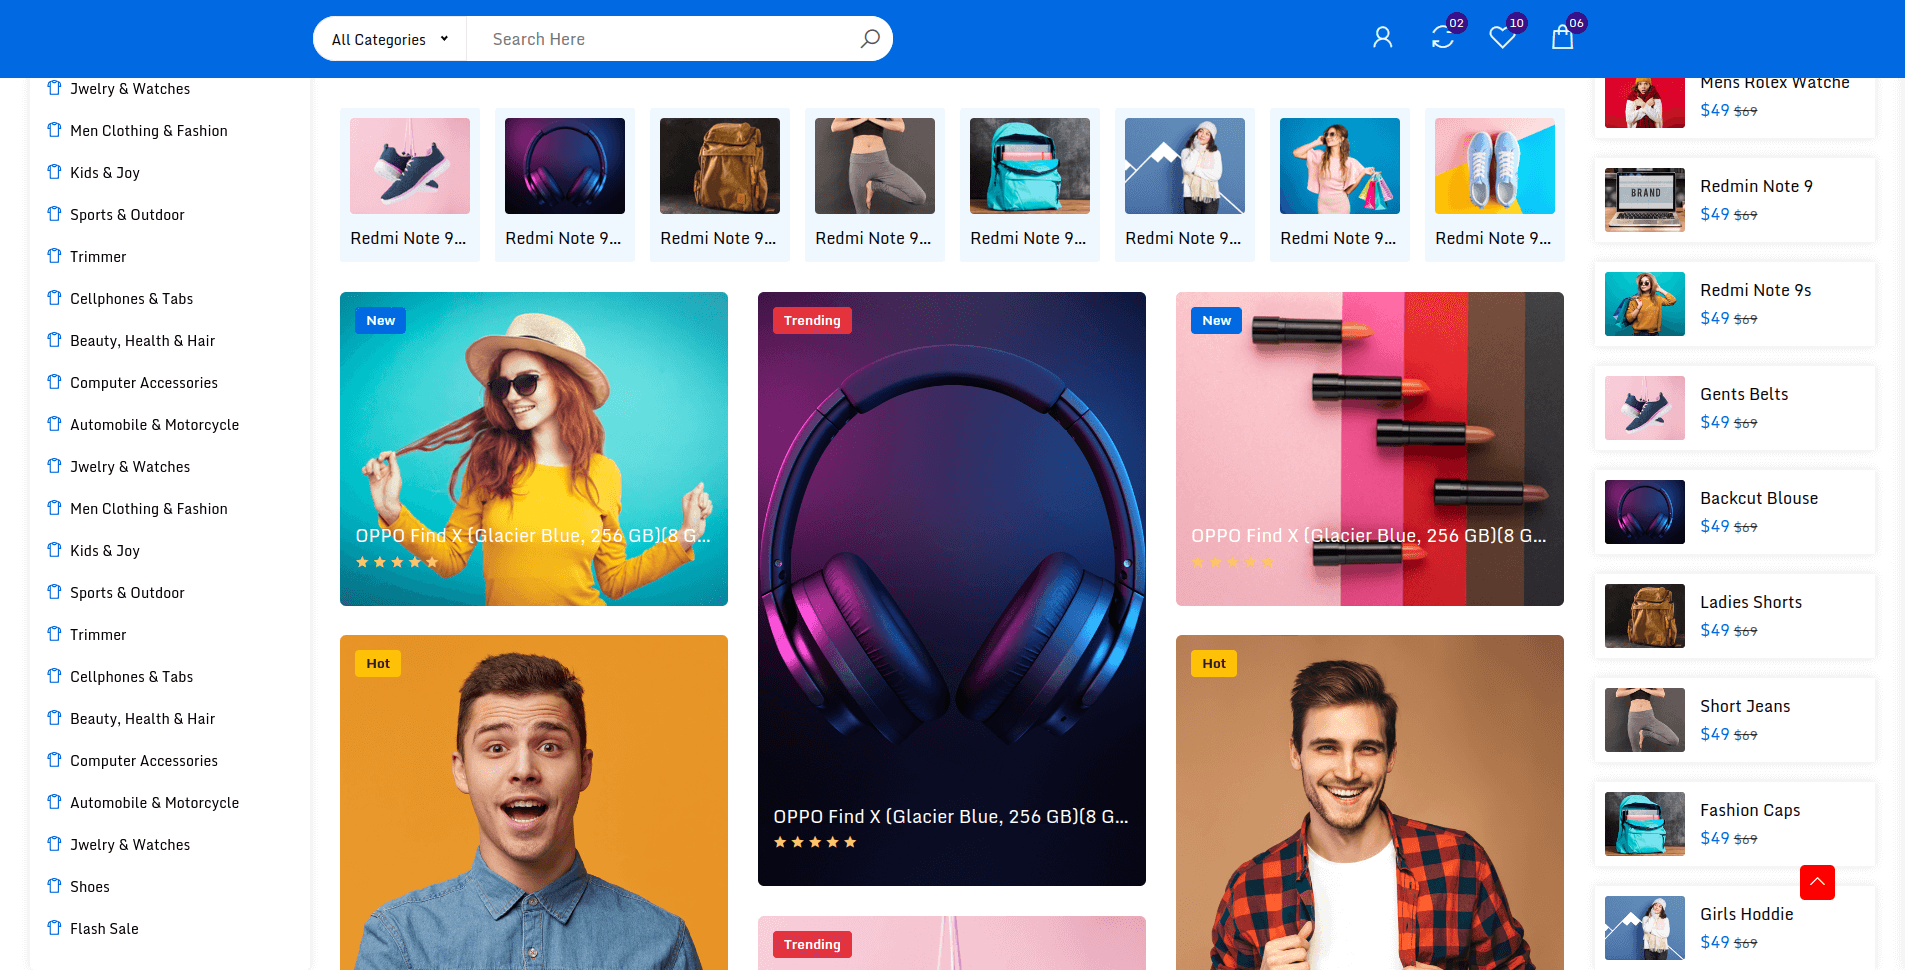 All Categories
Search Here
02
10
06
Jwelry & Watches
Men Clothing & Fashion
Kids & Joy
Sports & Outdoor
Trimmer
Cellphones & Tabs
Beauty, Health & Hair
Computer Accessories
Automobile & Motorcycle
Jwelry & Watches
Men Clothing & Fashion
Kids & Joy
Sports & Outdoor
Trimmer
Cellphones & Tabs
Beauty, Health & Hair
Computer Accessories
Automobile & Motorcycle
Jwelry & Watches
Shoes
Flash Sale
Redmi Note 9...
Redmi Note 9...
Redmi Note 9...
Redmi Note 9...
Redmi Note 9...
Redmi Note 9...
Redmi Note 9...
Redmi Note 9...
New
OPPO Find X (Glacier Blue, 256 GB)(8 G...
Trending
OPPO Find X (Glacier Blue, 256 GB)(8 G...
New
OPPO Find X (Glacier Blue, 256 GB)(8 G...
Hot
Trending
Hot
Mens Rolex Watche
$49 $69
BRAND
Redmin Note 9
$49 $69
Redmi Note 9s
$49 $69
Gents Belts
$49 $69
Backcut Blouse
$49 $69
Ladies Shorts
$49 $69
Short Jeans
$49 $69
Fashion Caps
$49 $69
Girls Hoddie
$49 $69